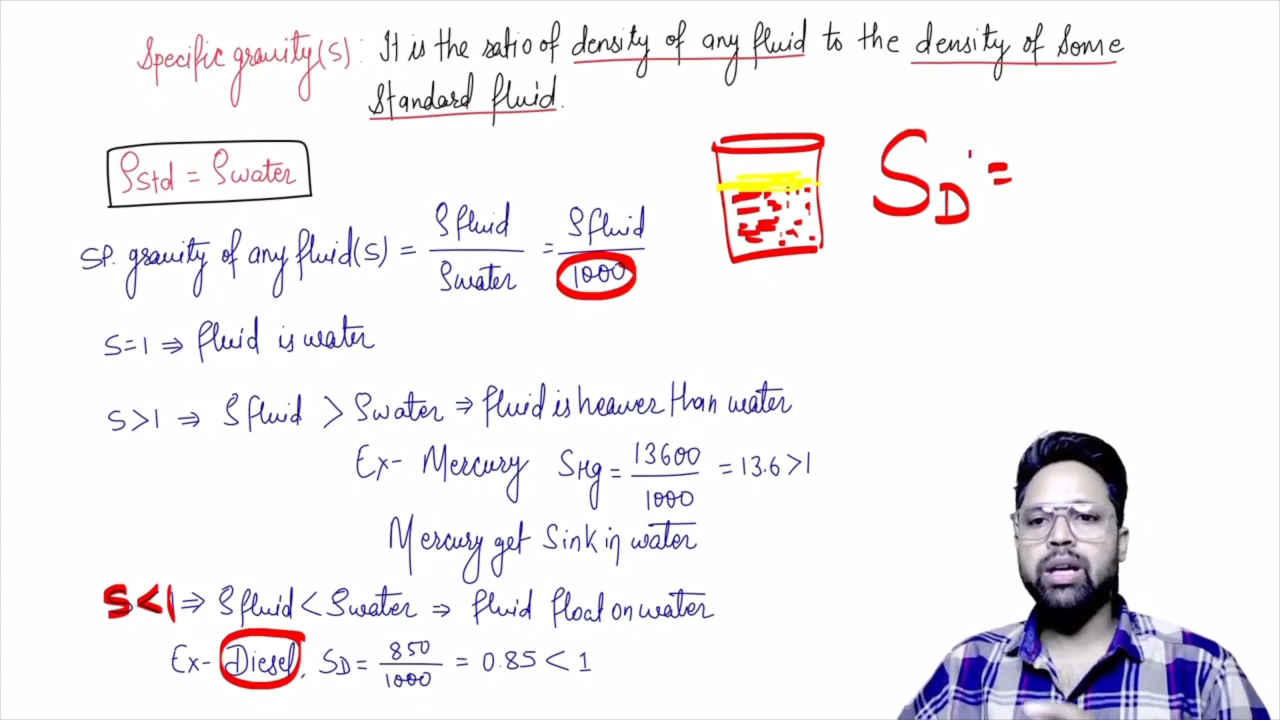 Specific gravity(S): It is the ratio of density of any fluid to the density of Some
Standard fluid.
ρstd = ρwater
SP. gravity of any fluid(S) = ρfluid / ρwater = ρfluid / 1000
S=1 ⇒ fluid is water
S>1 ⇒ ρfluid > ρwater ⇒ fluid is heaver than water
Ex- Mercury SHg = 13600 / 1000 = 13.6>1
Mercury get Sink in water
S<1 ⇒ ρfluid < ρwater ⇒ fluid float on water
Ex- Diesel, SD = 850 / 1000 = 0.85 < 1
SD =